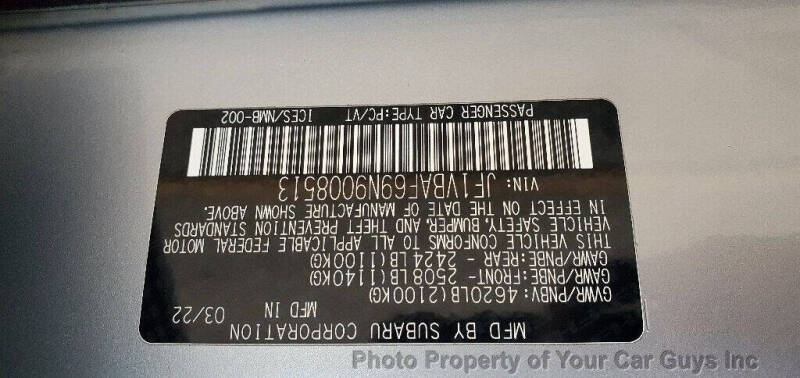 MFD BY SUBARU CORPORATION
MFD IN 03/22
GVWR/PNBV: 4620LB(2100KG)
GAWR/PNBE:FRONT- 2508LB(1140KG)
GAWR/PNBE:REAR - 2424LB(1100KG)
THIS VEHICLE CONFORMS TO ALL APPLICABLE FEDERAL MOTOR
VEHICLE SAFETY, BUMPER, AND THEFT PREVENTION STANDARDS
IN EFFECT ON THE DATE OF MANUFACTURE SHOWN ABOVE.
VIN: JF1VBAF69N9008513
PASSENGER CAR TYPE:PC/VT ICES/NMB-002
Photo Property of Your Car Guys Inc